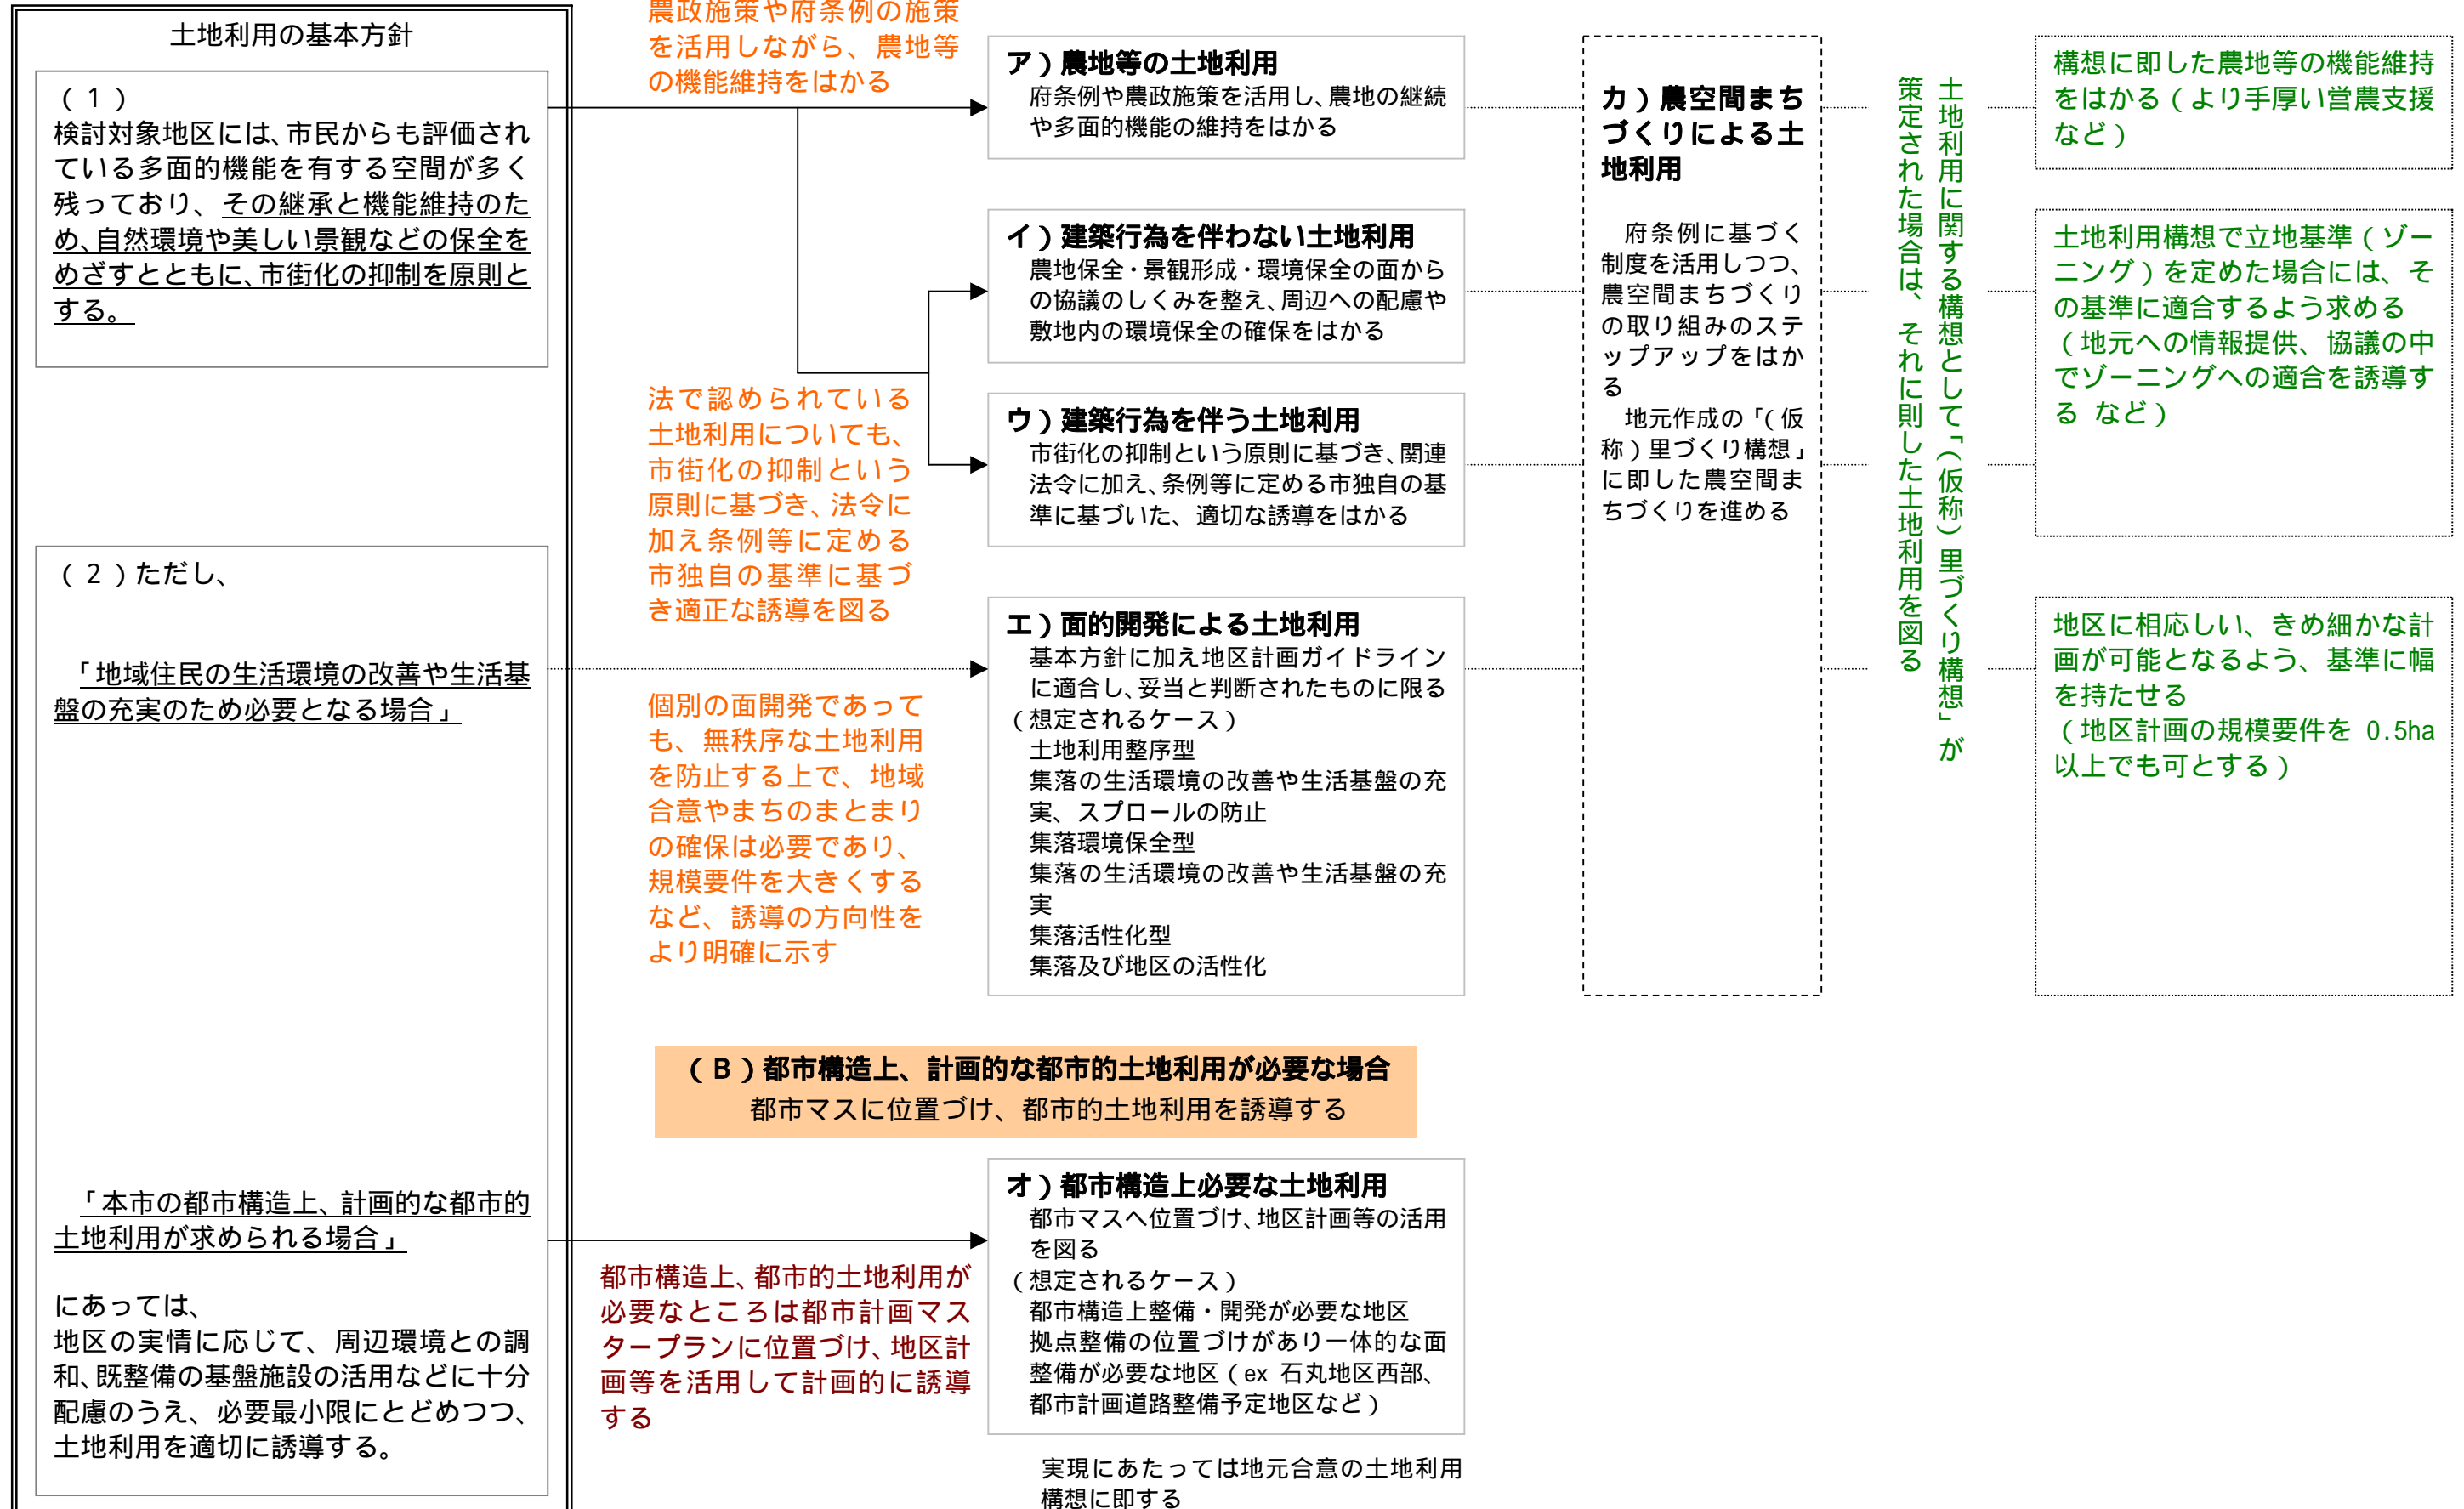 土地利用の基本方針
(1)
検討対象地区には、市民からも評価され
ている多面的機能を有する空間が多く
残っており、その継承と機能維持のた
め、自然環境や美しい景観などの保全を
めざすとともに、市街化の抑制を原則と
する。
(2)ただし、
「地域住民の生活環境の改善や生活基
盤の充実のため必要となる場合」
「本市の都市構造上、計画的な都市的
土地利用が求められる場合」
にあっては、
地区の実情に応じて、周辺環境との調
和、既整備の基盤施設の活用などに十分
配慮のうえ、必要最小限にとどめつつ、
土地利用を適切に誘導する。
農政施策や府条例の施策
を活用しながら、農地等
の機能維持をはかる
法で認められている
土地利用についても、
市街化の抑制という
原則に基づき、法令に
加え条例等に定める
市独自の基準に基づ
き適正な誘導を図る
個別の面開発であって
も、無秩序な土地利用
を防止する上で、地域
合意やまちのまとまり
の確保は必要であり、
規模要件を大きくする
など、誘導の方向性を
より明確に示す
ア)農地等の土地利用
府条例や農政施策を活用し、農地の継続
や多面的機能の維持をはかる
イ)建築行為を伴わない土地利用
農地保全・景観形成・環境保全の面から
の協議のしくみを整え、周辺への配慮や
敷地内の環境保全の確保をはかる
ウ)建築行為を伴う土地利用
市街化の抑制という原則に基づき、関連
法令に加え、条例等に定める市独自の基
準に基づいた、適切な誘導をはかる
エ)面的開発による土地利用
基本方針に加え地区計画ガイドライン
に適合し、妥当と判断されたものに限る
(想定されるケース)
土地利用整序型
集落の生活環境の改善や生活基盤の充
実、スプロールの防止
集落環境保全型
集落の生活環境の改善や生活基盤の充
実
集落活性化型
集落及び地区の活性化
カ)農空間まち
づくりによる土
地利用
府条例に基づく
制度を活用しつつ、
農空間まちづくり
の取り組みのステ
ップアップをはか
る
地元作成の「(仮
称)里づくり構想」
に即した農空間ま
ちづくりを進める
土地利用に関する構想として「(仮称)里づくり構想」が
策定された場合は、それに則した土地利用を図る
構想に即した農地等の機能維持
をはかる(より手厚い営農支援
など)
土地利用構想で立地基準(ゾー
ニング)を定めた場合には、そ
の基準に適合するよう求める
(地元への情報提供、協議の中
でゾーニングへの適合を誘導す
る など)
地区に相応しい、きめ細かな計
画が可能となるよう、基準に幅
を持たせる
(地区計画の規模要件を 0.5ha
以上でも可とする)
(B)都市構造上、計画的な都市的土地利用が必要な場合
都市マスに位置づけ、都市的土地利用を誘導する
都市構造上、都市的土地利用が
必要なところは都市計画マス
タープランに位置づけ、地区計
画等を活用して計画的に誘導
する
オ)都市構造上必要な土地利用
都市マスへ位置づけ、地区計画等の活用
を図る
(想定されるケース)
都市構造上整備・開発が必要な地区
拠点整備の位置づけがあり一体的な面
整備が必要な地区(ex 石丸地区西部、
都市計画道路整備予定地区など)
実現にあたっては地元合意の土地利用
構想に即する